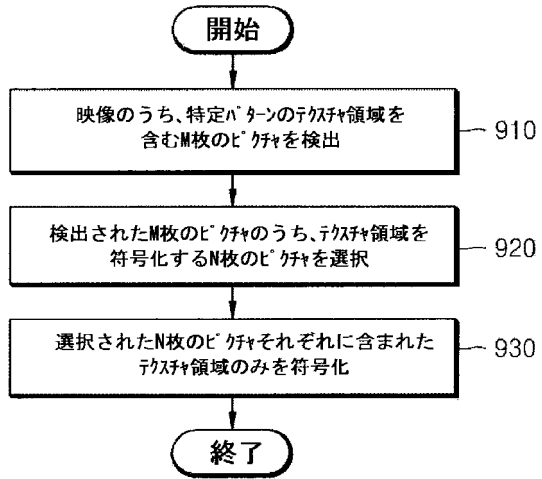 開始
映像のうち、特定ﾊﾟﾀｰﾝのﾃｸｽﾁｬ領域を
含むM枚のﾋﾟｸﾁｬを検出
910
検出されたM枚のﾋﾟｸﾁｬのうち、ﾃｸｽﾁｬ領域を
符号化するN枚のﾋﾟｸﾁｬを選択
920
選択されたN枚のﾋﾟｸﾁｬそれぞれに含まれた
ﾃｸｽﾁｬ領域のみを符号化
930
終了